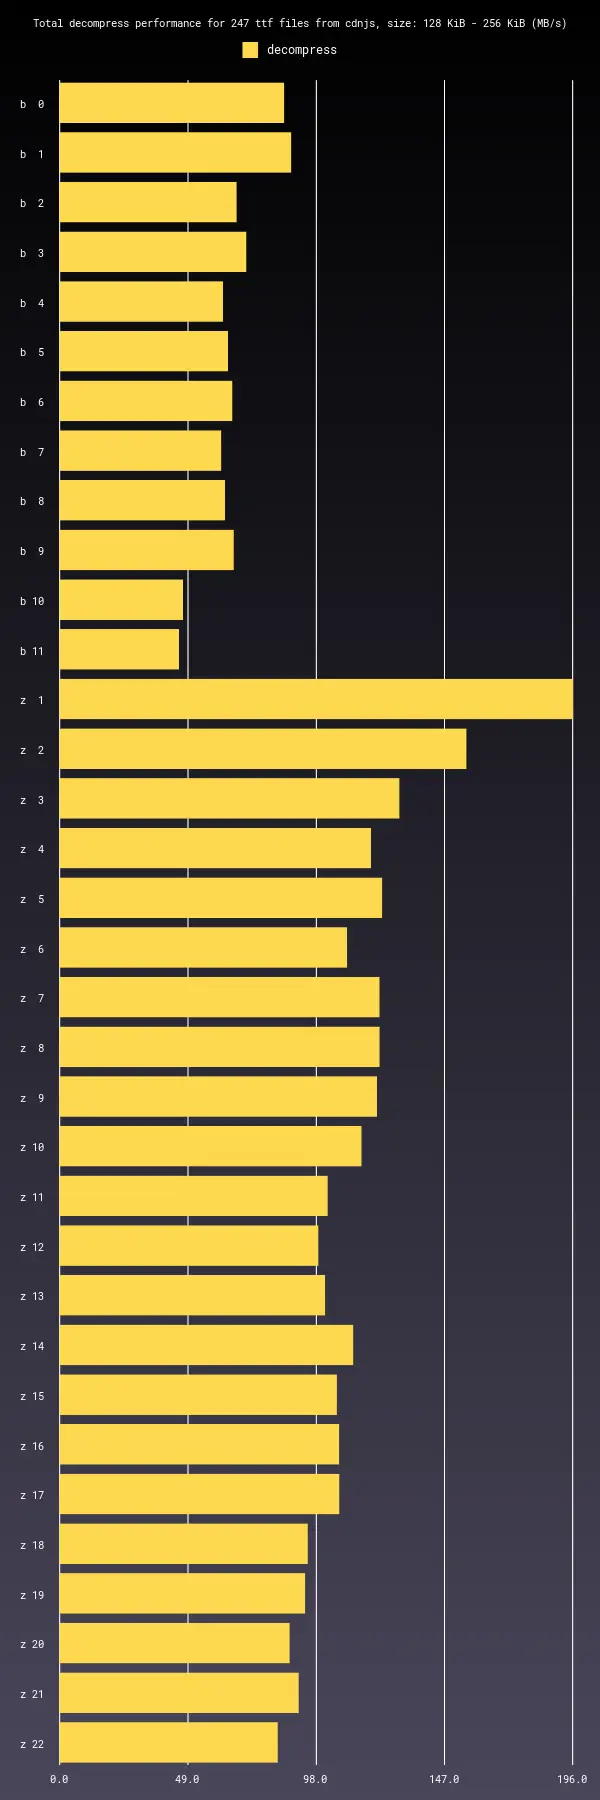 Total decompress performance for 247 ttf files from cdnjs, size: 128 KiB - 256 KiB (MB/s)
decompress
b 0
b 1
b 2
b 3
b 4
b 5
b 6
b 7
b 8
b 9
b 10
b 11
z 1
z 2
z 3
z 4
z 5
z 6
z 7
z 8
z 9
z 10
z 11
z 12
z 13
z 14
z 15
z 16
z 17
z 18
z 19
z 20
z 21
z 22
0.0 49.0 98.0 147.0 196.0